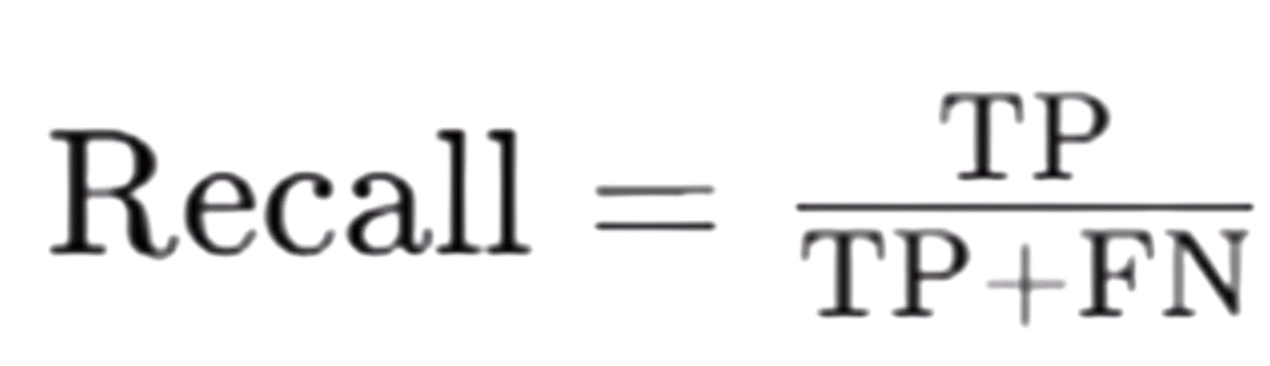 Recall = TP / TP+FN